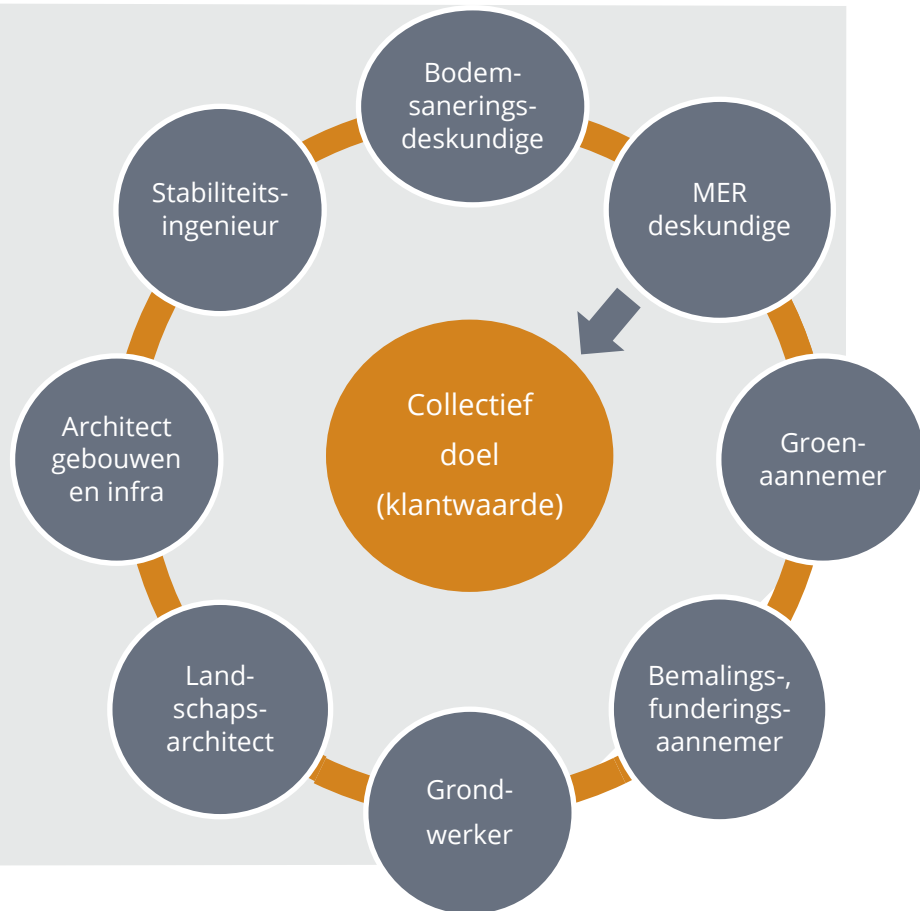 Bodem-
sanerings-
deskundige
MER
deskundige
Groen-
aannemer
Bemalings-,
funderings-
aannemer
Grond-
werker
Land-
schaps-
architect
Architect
gebouwen
en infra
Stabiliteits-
ingenieur
Collectief
doel
(klantwaarde)